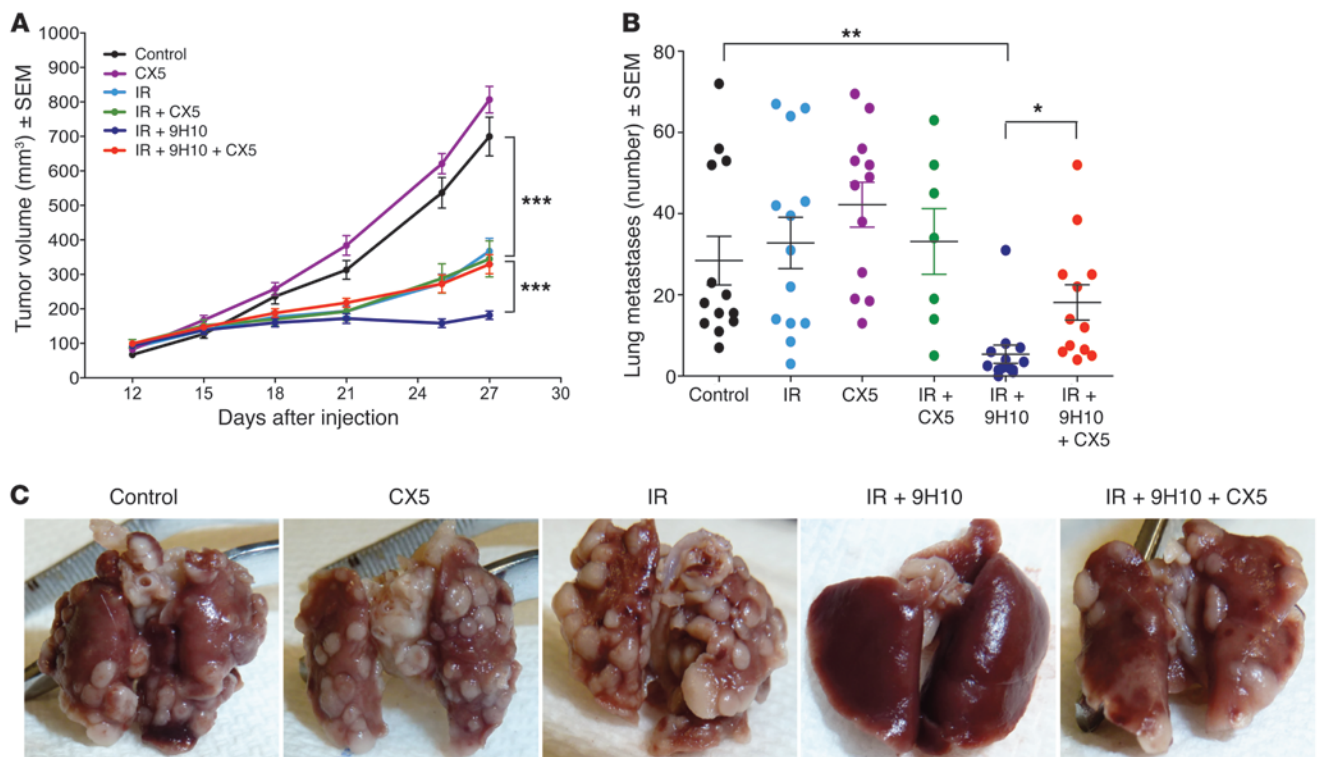 A
Tumor volume (mm³) ± SEM
1000
900
800
700
600
500
400
300
200
100
0
Control
CX5
IR
IR + CX5
IR + 9H10
IR + 9H10 + CX5
***
***
12
15
18
21
24
27
30
Days after injection
B
Lung metastases (number) ± SEM
80
60
40
20
0
**
*
Control
IR
CX5
IR +
CX5
IR +
9H10
IR +
9H10
+ CX5
C
Control
CX5
IR
IR + 9H10
IR + 9H10 + CX5